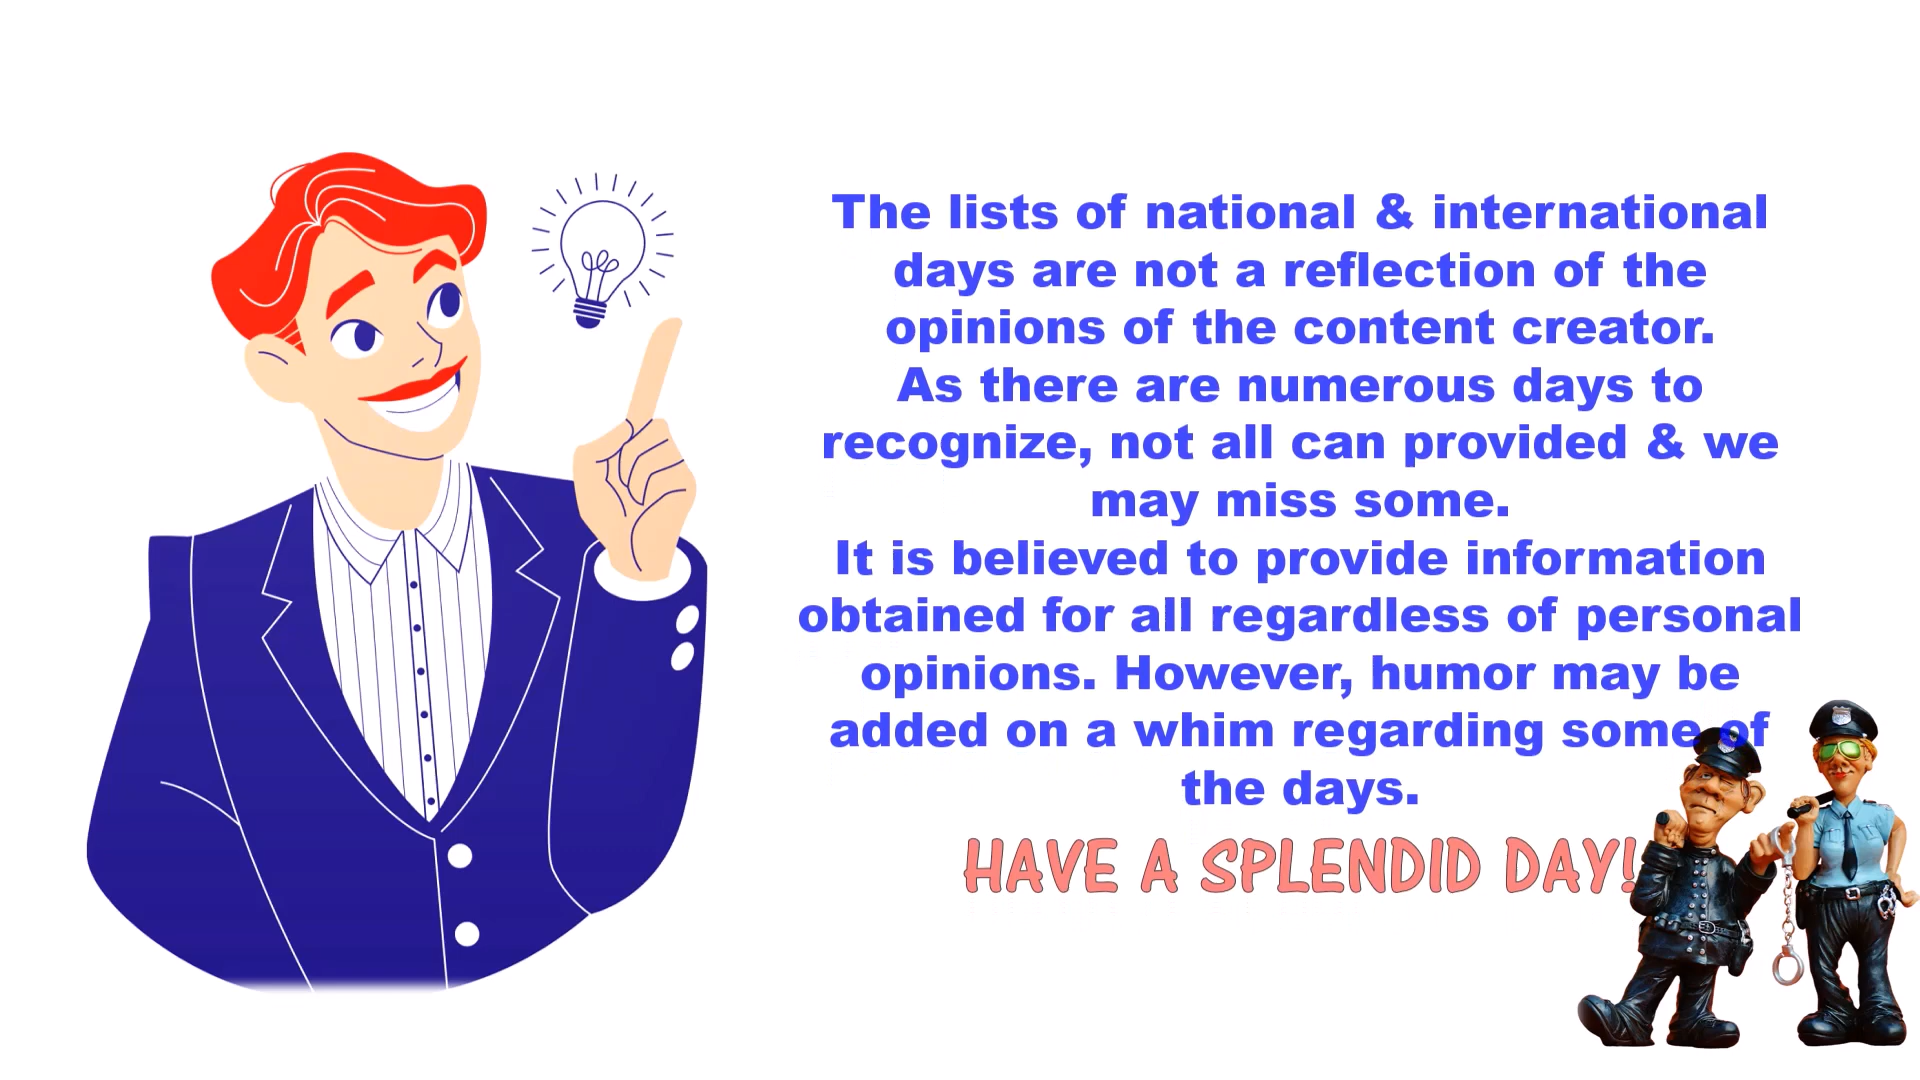 The lists of national & international
days are not a reflection of the
opinions of the content creator.
As there are numerous days to
recognize, not all can provided & we
may miss some.
It is believed to provide information
obtained for all regardless of personal
opinions. However, humor may be
added on a whim regarding some of
the days.
HAVE A SPLENDID DAY!